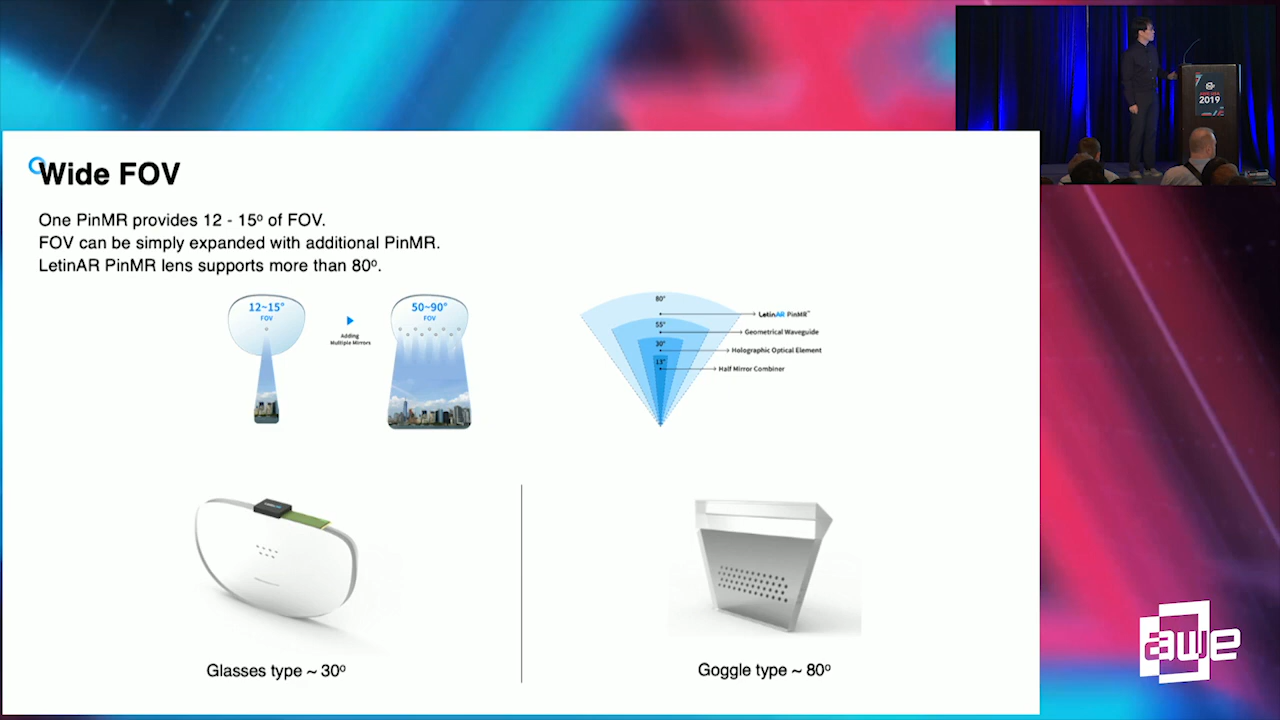 Wide FOV
One PinMR provides 12 - 15º of FOV.
FOV can be simply expanded with additional PinMR.
LetinAR PinMR lens supports more than 80º.
12~15°
FOV
Adding
Multiple Mirrors
50~90°
FOV
80°
LetinAR PinMR™
55°
Geometrical Waveguide
30°
Holographic Optical Element
13°
Half Mirror Combiner
Glasses type ~ 30º
Goggle type ~ 80º
2019
awe